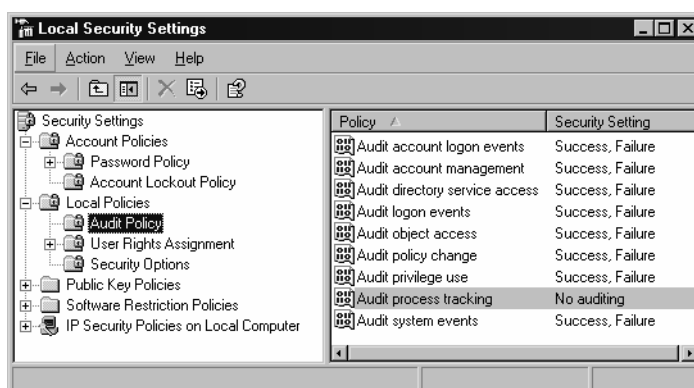 Local Security Settings
File Action View Help
Security Settings
Account Policies
Password Policy
Account Lockout Policy
Local Policies
Audit Policy
User Rights Assignment
Security Options
Public Key Policies
Software Restriction Policies
IP Security Policies on Local Computer
Policy Security Setting
Audit account logon events Success, Failure
Audit account management Success, Failure
Audit directory service access Success, Failure
Audit logon events Success, Failure
Audit object access Success, Failure
Audit policy change Success, Failure
Audit privilege use Success, Failure
Audit process tracking No auditing
Audit system events Success, Failure